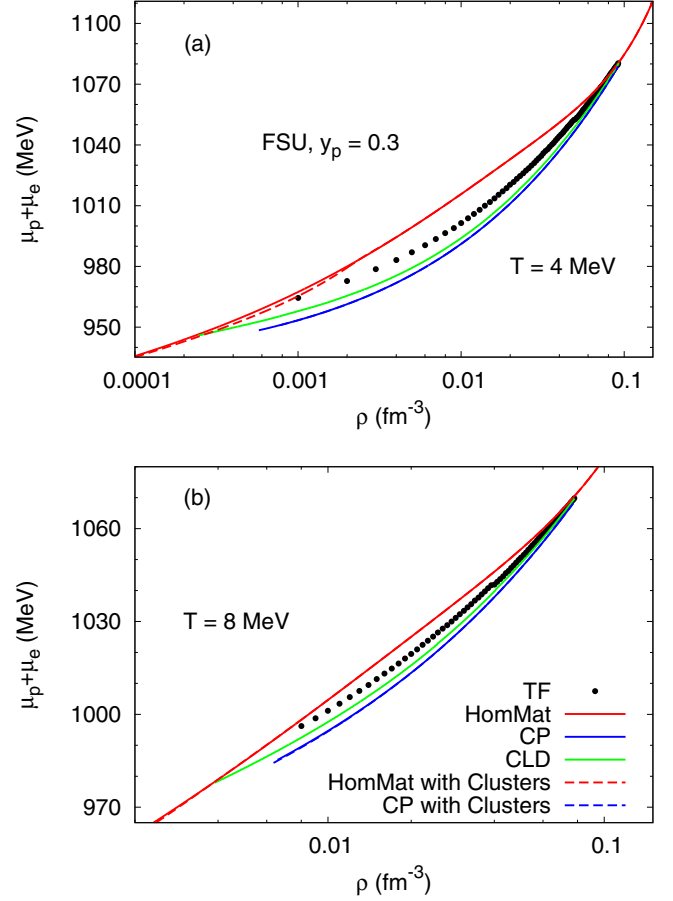 1100
1080
1040
1010
980
950
μp+μe (MeV)
(a)
FSU, yp = 0.3
T = 4 MeV
0.0001
0.001
0.01
0.1
ρ (fm-3)
1060
1030
1000
970
μp+μe (MeV)
(b)
T = 8 MeV
TF
HomMat
CP
CLD
HomMat with Clusters
CP with Clusters
0.01
0.1
ρ (fm-3)